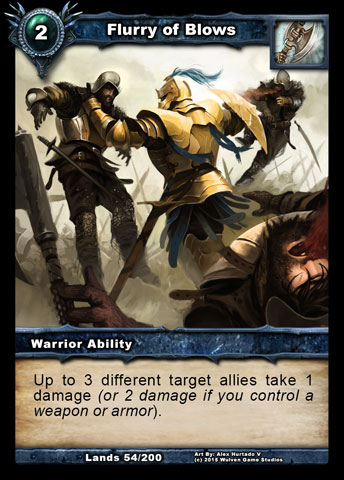 2
Flurry of Blows
Warrior Ability
Up to 3 different target allies take 1
damage (or 2 damage if you control a
weapon or armor).
Lands 54/200
Art By: Alex Hurtado V
(c) 2015 Wulven Game Studios